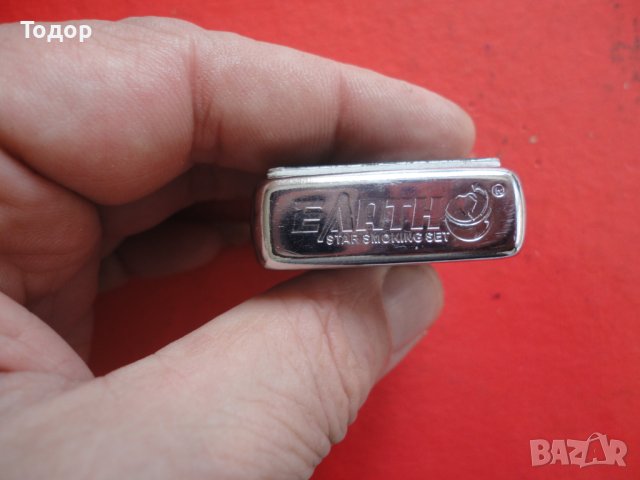 Тодор
EARTH ®
STAR SMOKING SET
BAZAR